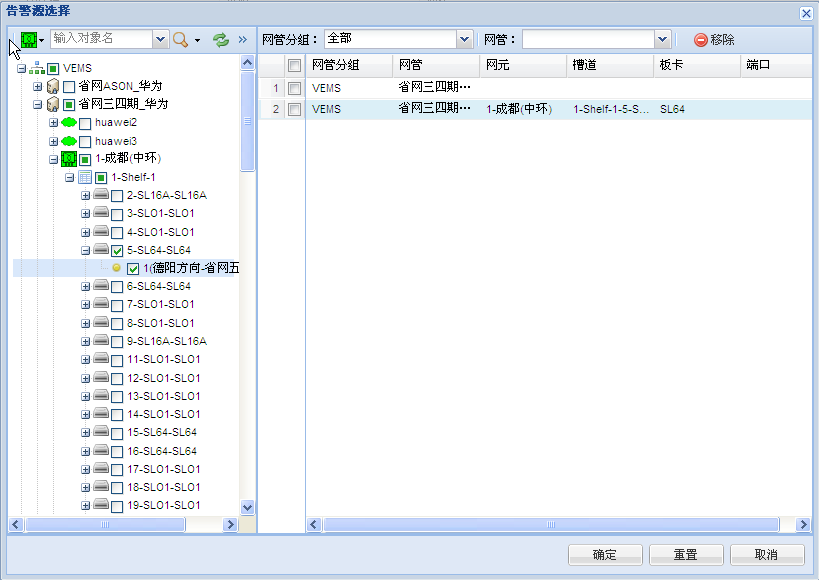 告警源选择
输入对象名
网管分组： 全部 网管： 移除
VEMS
省网ASON_华为
省网三四期_华为
huawei2
huawei3
1-成都(中环)
1-Shelf-1
2-SL16A-SL16A
3-SLO1-SLO1
4-SLO1-SLO1
5-SL64-SL64
1(德阳方向-省网五
6-SL64-SL64
7-SLO1-SLO1
8-SLO1-SLO1
9-SL16A-SL16A
11-SLO1-SLO1
12-SLO1-SLO1
13-SLO1-SLO1
14-SLO1-SLO1
15-SL64-SL64
16-SL64-SL64
17-SLO1-SLO1
18-SLO1-SLO1
19-SLO1-SLO1
网管分组 网管 网元 槽道 板卡 端口
1 VEMS 省网三四期…
2 VEMS 省网三四期… 1-成都(中环) 1-Shelf-1-5-S... SL64
确定 重置 取消